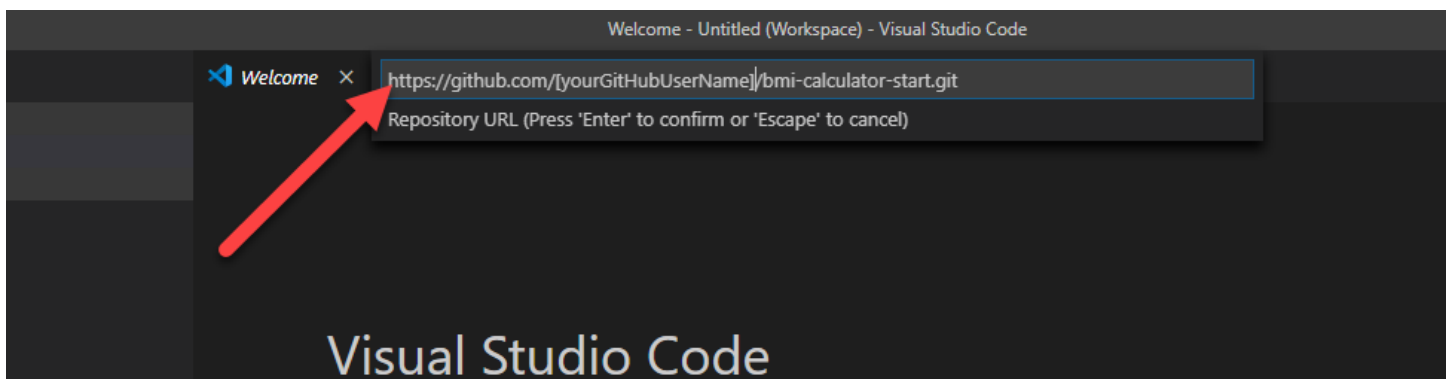 Welcome - Untitled (Workspace) - Visual Studio Code
Welcome ×
https://github.com/[yourGitHubUserName]/bmi-calculator-start.git
Repository URL (Press 'Enter' to confirm or 'Escape' to cancel)
Visual Studio Code